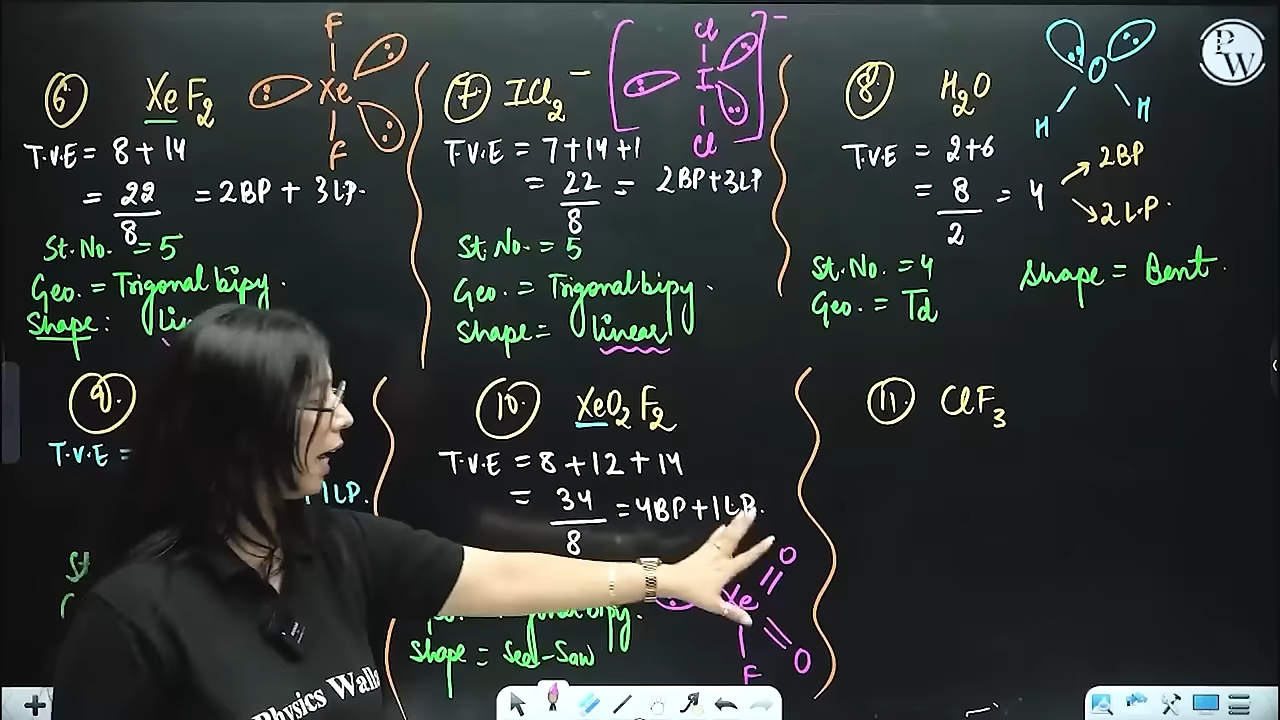 F
Xe
F
6 XeF2
T.V.E = 8 + 14
= 22/8 = 2BP + 3LP.
St. No. = 5
Geo. = Trigonal bipy.
Shape:
[Cl
I
Cl]−
7 ICl2−
T.V.E = 7+14+1
= 22/8 = 2BP+3LP
St. No. = 5
Geo. = Trigonal bipy.
Shape = linear
O
H H
8 H2O
T.V.E = 2+6
= 8/2 = 4
2BP
2L.P.
St. No. = 4
Geo. = Td
Shape = Bent.
PW
9.
T.V.E =
1LP.
10. XeO2F2
T.V.E = 8 + 12 + 14
= 34/8 = 4BP+1LP.
Shape = See-Saw
O
Xe
O
F
11. ClF3
Physics Walla